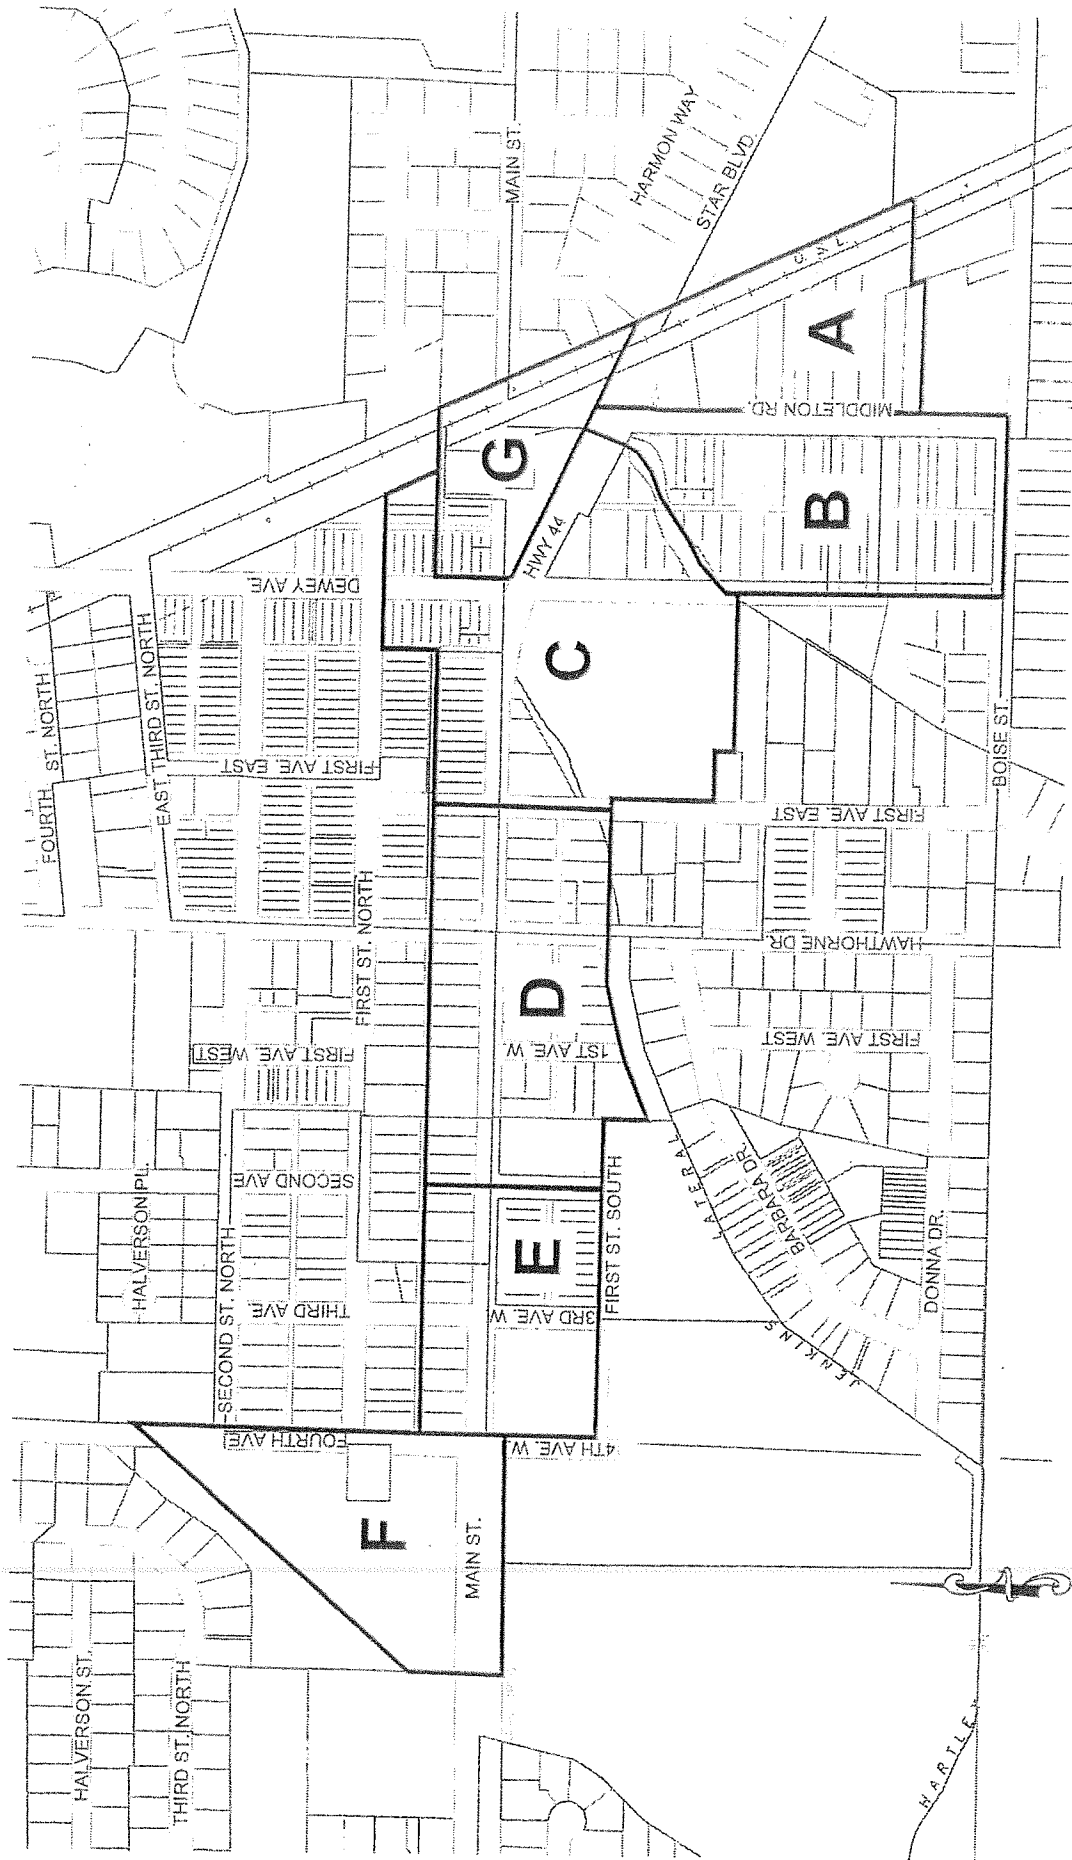 HALVERSON ST.
THIRD ST. NORTH
HALVERSON PL.
SECOND ST NORTH
FOURTH AVE
THIRD AVE.
SECOND AVE
FIRST AVE. WEST
FIRST ST. NORTH
FOURTH ST NORTH
EAST THIRD ST. NORTH
FIRST AVE. EAST
DEWEY AVE.
F
MAIN ST.
4TH AVE. W.
3RD AVE. W
E
FIRST ST. SOUTH
D
1ST AVE W.
C
HWY 44
G
MAIN ST.
HARMON WAY
STAR BLVD.
MIDDLETON RD.
A
B
HARTLEY
JENKINS
LATERAL
BARBARA DR.
DONNA DR.
FIRST AVE. WEST
HAWTHORNE DR.
FIRST AVE. EAST
BOISE ST.